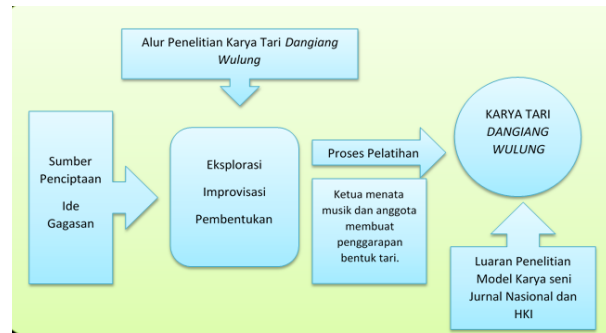 Alur Penelitian Karya Tari Dangiang
Wulung
Sumber
Penciptaan
Ide
Gagasan
Eksplorasi
Improvisasi
Pembentukan
Proses Pelatihan
Ketua menata
musik dan anggota
membuat
penggarapan
bentuk tari.
KARYA TARI
DANGIANG
WULUNG
Luaran Penelitian
Model Karya seni
Jurnal Nasional dan
HKI